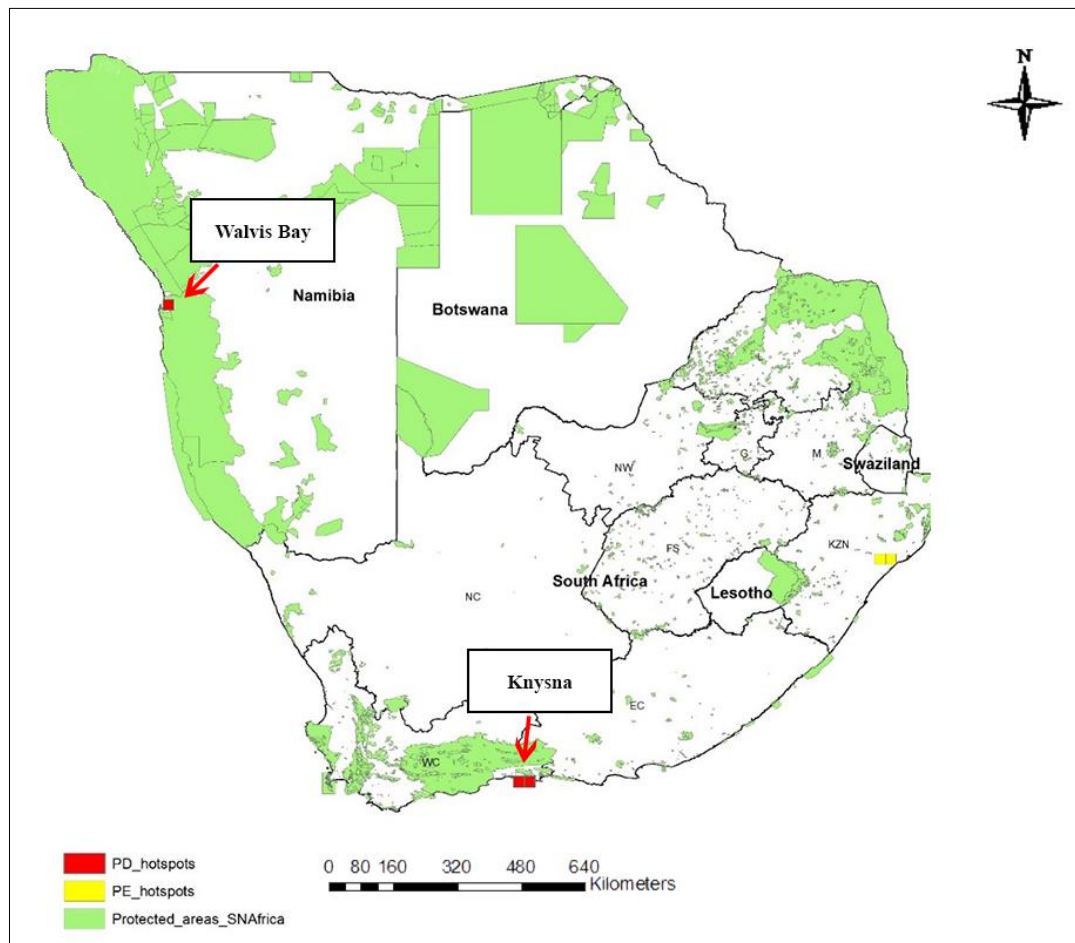 N
Walvis Bay
Namibia
Botswana
NW
G
M
Swaziland
FS
KZN
South Africa
Lesotho
NC
Knysna
EC
WC
PD_hotspots
PE_hotspots
Protected_areas_SNAfrica
0 80 160 320 480 640
Kilometers